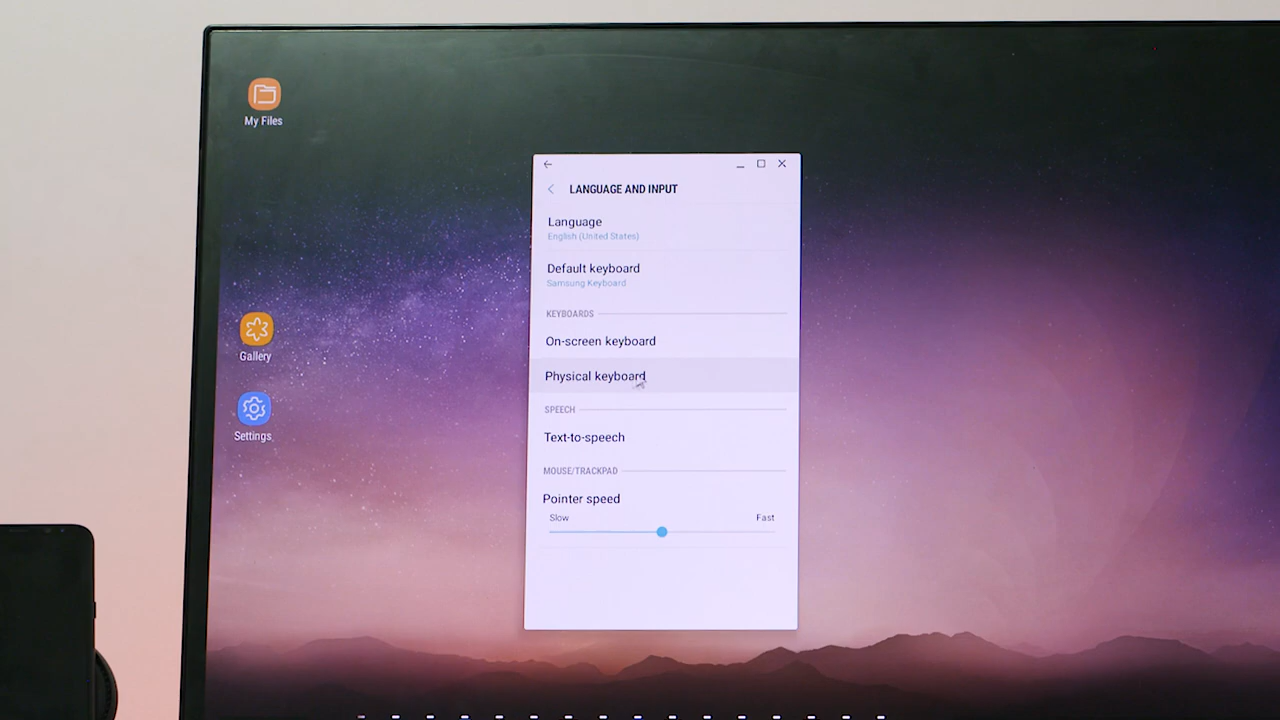 My Files
Gallery
Settings
LANGUAGE AND INPUT
Language
English (United States)
Default keyboard
Samsung Keyboard
KEYBOARDS
On-screen keyboard
Physical keyboard
SPEECH
Text-to-speech
MOUSE/TRACKPAD
Pointer speed
Slow Fast